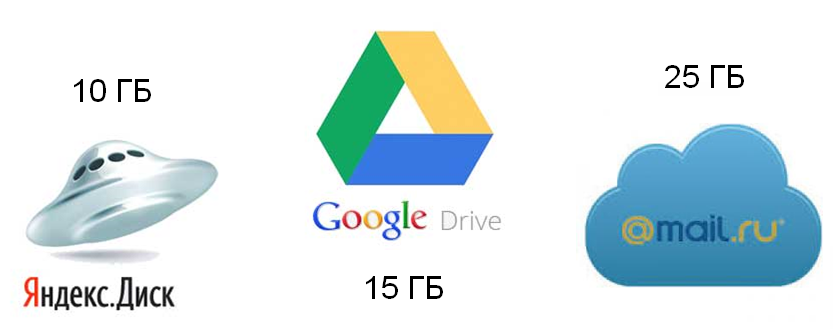 10 ГБ
Яндекс.Диск
Google Drive
15 ГБ
25 ГБ
@mail.ru